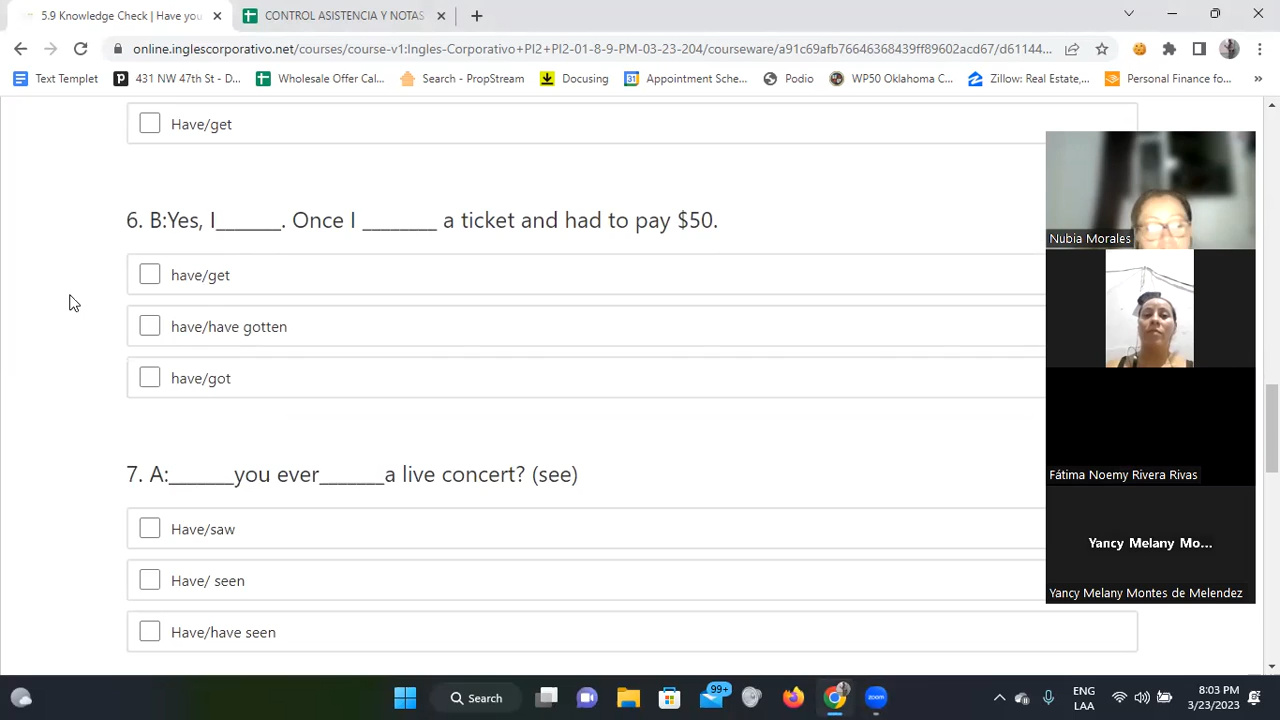 5.9 Knowledge Check | Have you
CONTROL ASISTENCIA Y NOTAS
online.inglescorporativo.net/courses/course-v1:Ingles-Corporativo+PI2+PI2-01-8-9-PM-03-23-204/courseware/a91c69afb76646368439ff89602acd67/d61144...
Text Templet
431 NW 47th St - D...
Wholesale Offer Cal...
Search - PropStream
Docusing
Appointment Sche...
Podio
WP50 Oklahoma C...
Zillow: Real Estate,...
Personal Finance fo...
»
Have/get
6. B:Yes, I_______. Once I ________ a ticket and had to pay $50.
have/get
have/have gotten
have/got
7. A:_______you ever_______a live concert? (see)
Have/saw
Have/ seen
Have/have seen
Nubia Morales
Fátima Noemy Rivera Rivas
Yancy Melany Mo...
Yancy Melany Montes de Melendez
Search
99+
ENG
LAA
8:03 PM
3/23/2023